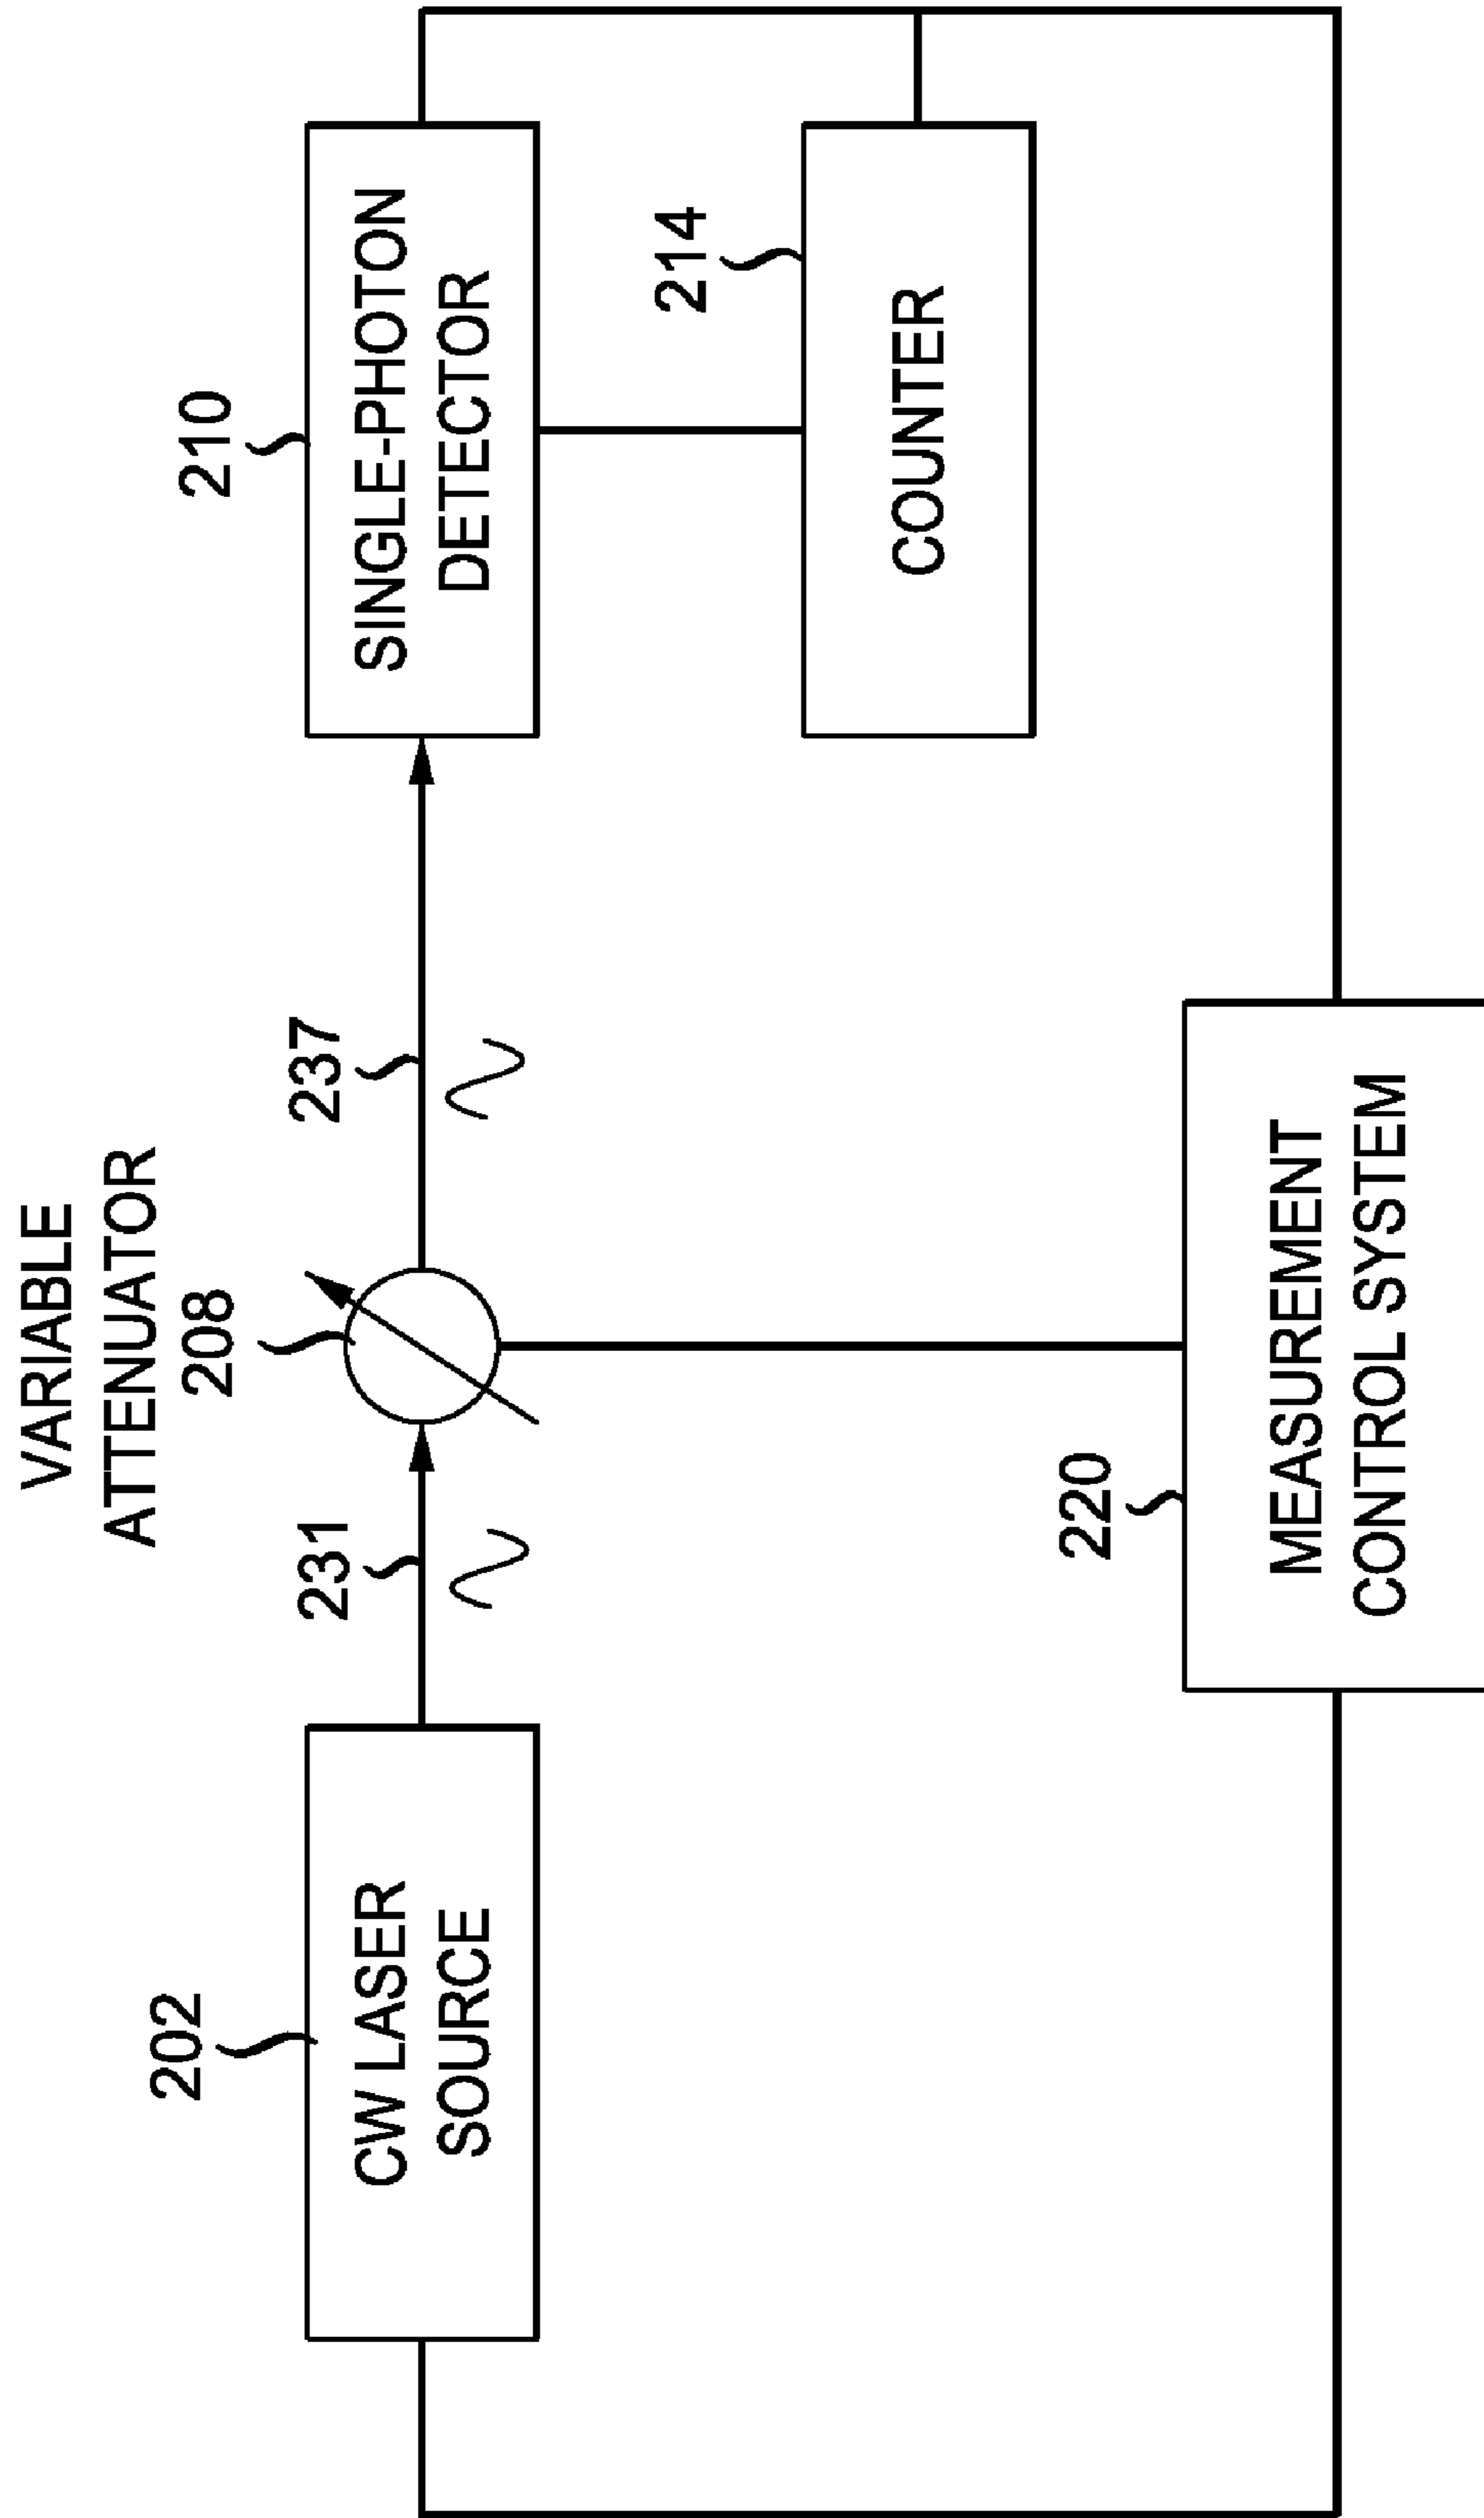 VARIABLE
ATTENUATOR
202
231
208
237
210
CW LASER
SOURCE
SINGLE-PHOTON
DETECTOR
214
COUNTER
220
MEASUREMENT
CONTROL SYSTEM